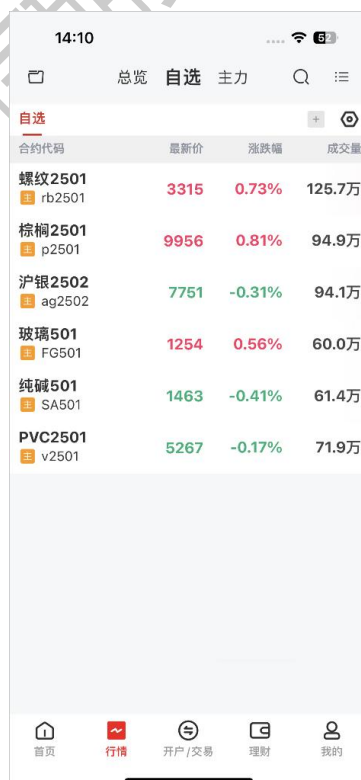 14:10
52
总览 自选 主力
自选
合约代码 最新价 涨跌幅 成交量
螺纹2501
主 rb2501 3315 0.73% 125.7万
棕榈2501
主 p2501 9956 0.81% 94.9万
沪银2502
主 ag2502 7751 -0.31% 94.1万
玻璃501
主 FG501 1254 0.56% 60.0万
纯碱501
主 SA501 1463 -0.41% 61.4万
PVC2501
主 v2501 5267 -0.17% 71.9万
首页 行情 开户/交易 理财 我的